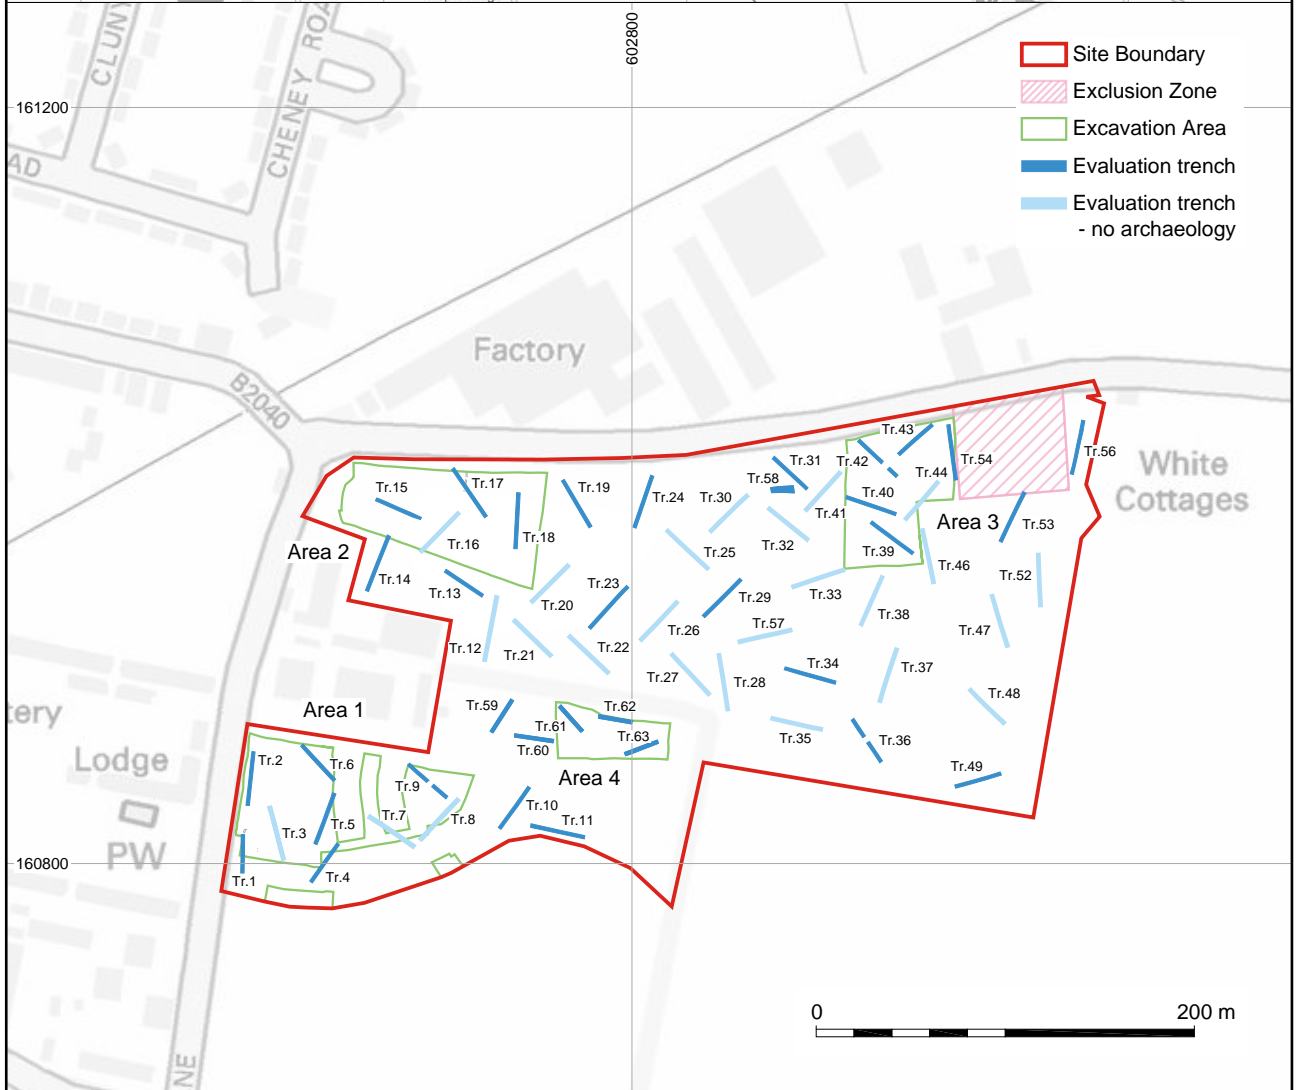 CLUNY
CHENEY ROA
602800
Site Boundary
Exclusion Zone
Excavation Area
Evaluation trench
Evaluation trench
- no archaeology
161200
AD
Factory
B2040
White
Cottages
Tr.43
Tr.31
Tr.42
Tr.54
Tr.56
Tr.58
Tr.44
Tr.15
Tr.17
Tr.19
Tr.24
Tr.30
Tr.40
Tr.41
Area 3
Tr.53
Tr.18
Tr.16
Tr.25
Tr.32
Tr.39
Area 2
Tr.46
Tr.52
Tr.14
Tr.13
Tr.23
Tr.20
Tr.29
Tr.33
Tr.38
Tr.57
Tr.26
Tr.47
Tr.12
Tr.21
Tr.22
Tr.27
Tr.28
Tr.34
Tr.37
Tr.48
tery
Area 1
Tr.59
Tr.62
Tr.61
Tr.63
Tr.60
Tr.35
Tr.36
Lodge
Tr.2
Tr.6
Area 4
Tr.49
Tr.9
Tr.10
Tr.7
Tr.8
Tr.11
Tr.5
Tr.3
PW
160800
Tr.1
Tr.4
0
200 m
NE